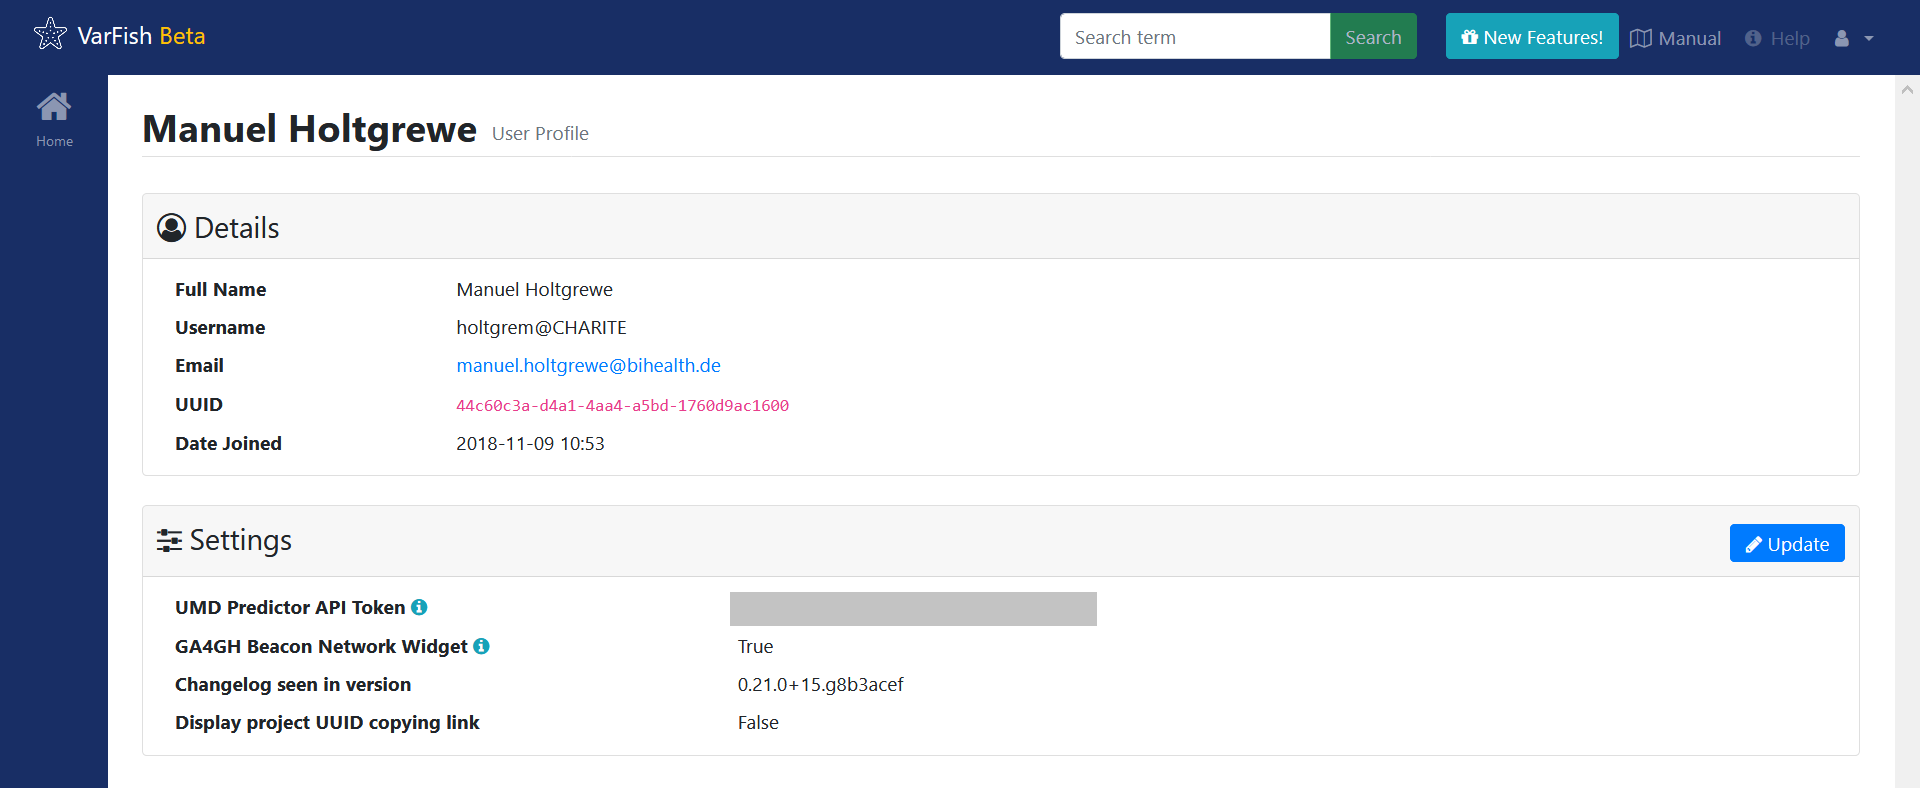 VarFish Beta
Search term
Search
New Features!
Manual
Help
Home
Manuel Holtgrewe User Profile
Details
Full Name Manuel Holtgrewe
Username holtgrem@CHARITE
Email manuel.holtgrewe@bihealth.de
UUID 44c60c3a-d4a1-4aa4-a5bd-1760d9ac1600
Date Joined 2018-11-09 10:53
Settings
Update
UMD Predictor API Token
GA4GH Beacon Network Widget True
Changelog seen in version 0.21.0+15.g8b3acef
Display project UUID copying link False